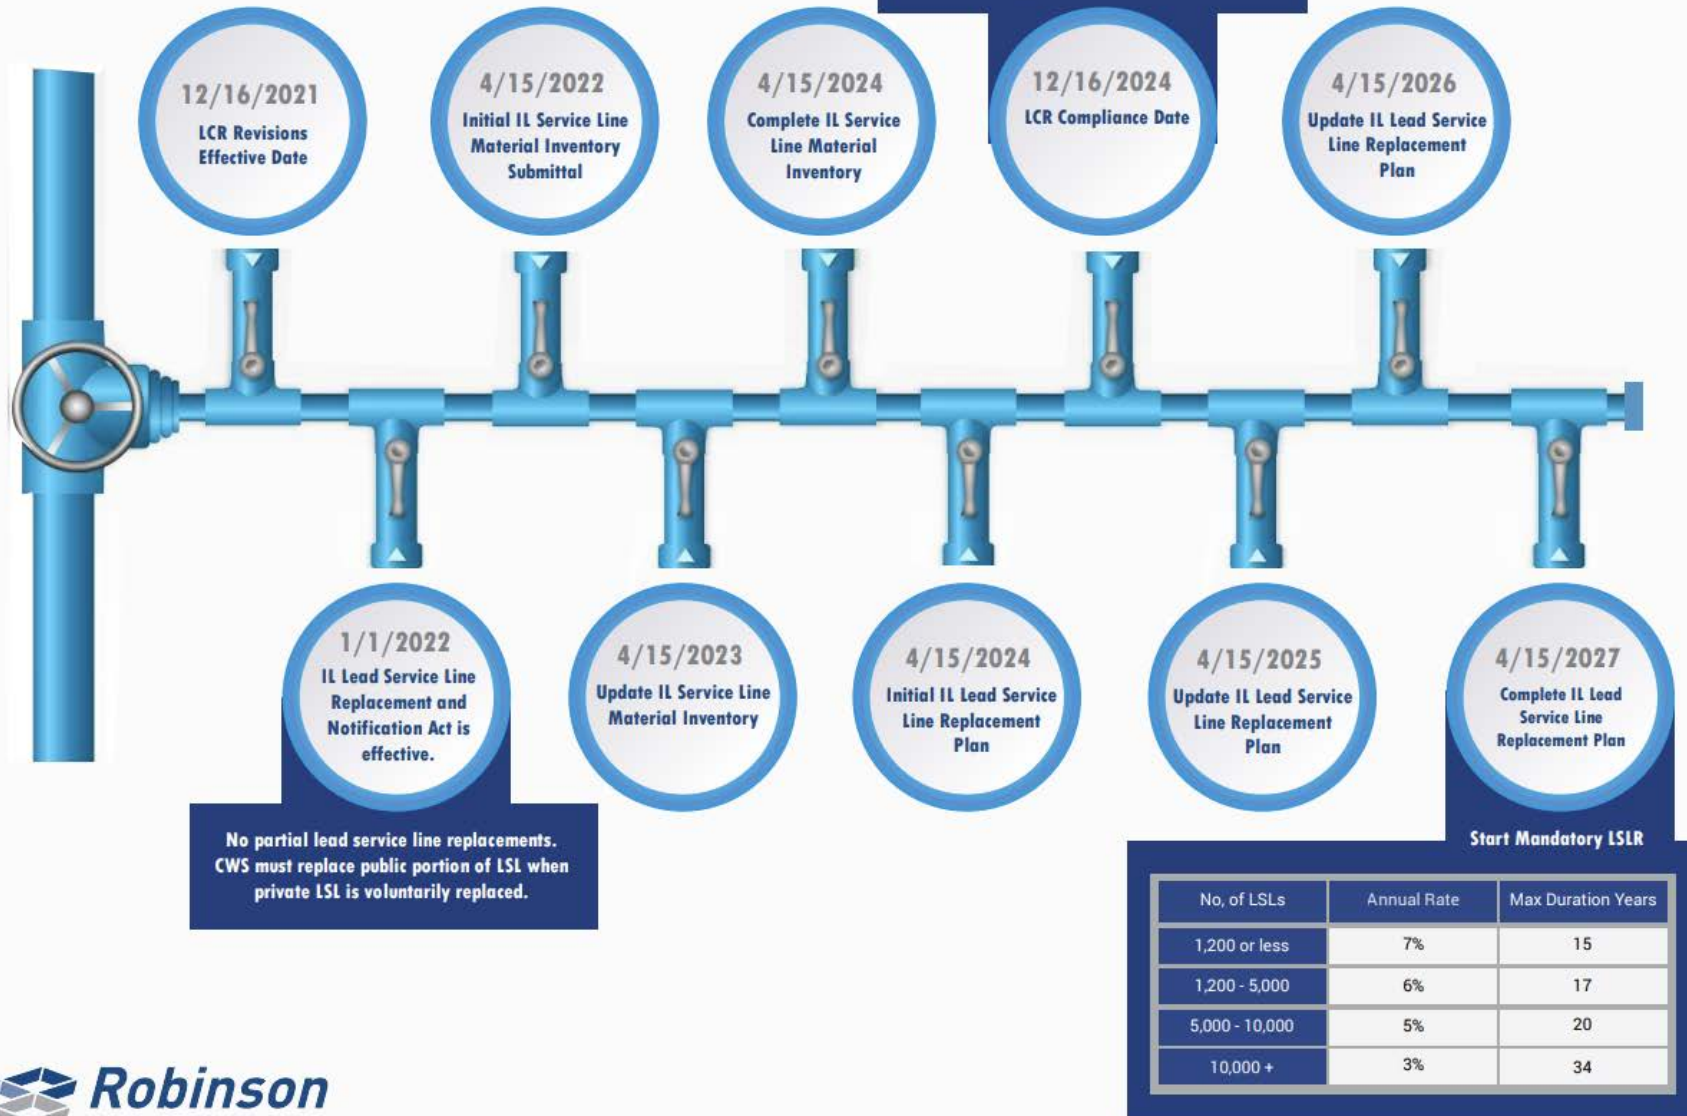 12/16/2021
LCR Revisions
Effective Date
4/15/2022
Initial IL Service Line
Material Inventory
Submittal
4/15/2024
Complete IL Service
Line Material
Inventory
12/16/2024
LCR Compliance Date
4/15/2026
Update IL Lead Service
Line Replacement
Plan
1/1/2022
IL Lead Service Line
Replacement and
Notification Act is
effective.
No partial lead service line replacements.
CWS must replace public portion of LSL when
private LSL is voluntarily replaced.
4/15/2023
Update IL Service Line
Material Inventory
4/15/2024
Initial IL Lead Service
Line Replacement
Plan
4/15/2025
Update IL Lead Service
Line Replacement
Plan
4/15/2027
Complete IL Lead
Service Line
Replacement Plan
Start Mandatory LSLR
No, of LSLs Annual Rate Max Duration Years
1,200 or less 7% 15
1,200 - 5,000 6% 17
5,000 - 10,000 5% 20
10,000 + 3% 34
Robinson